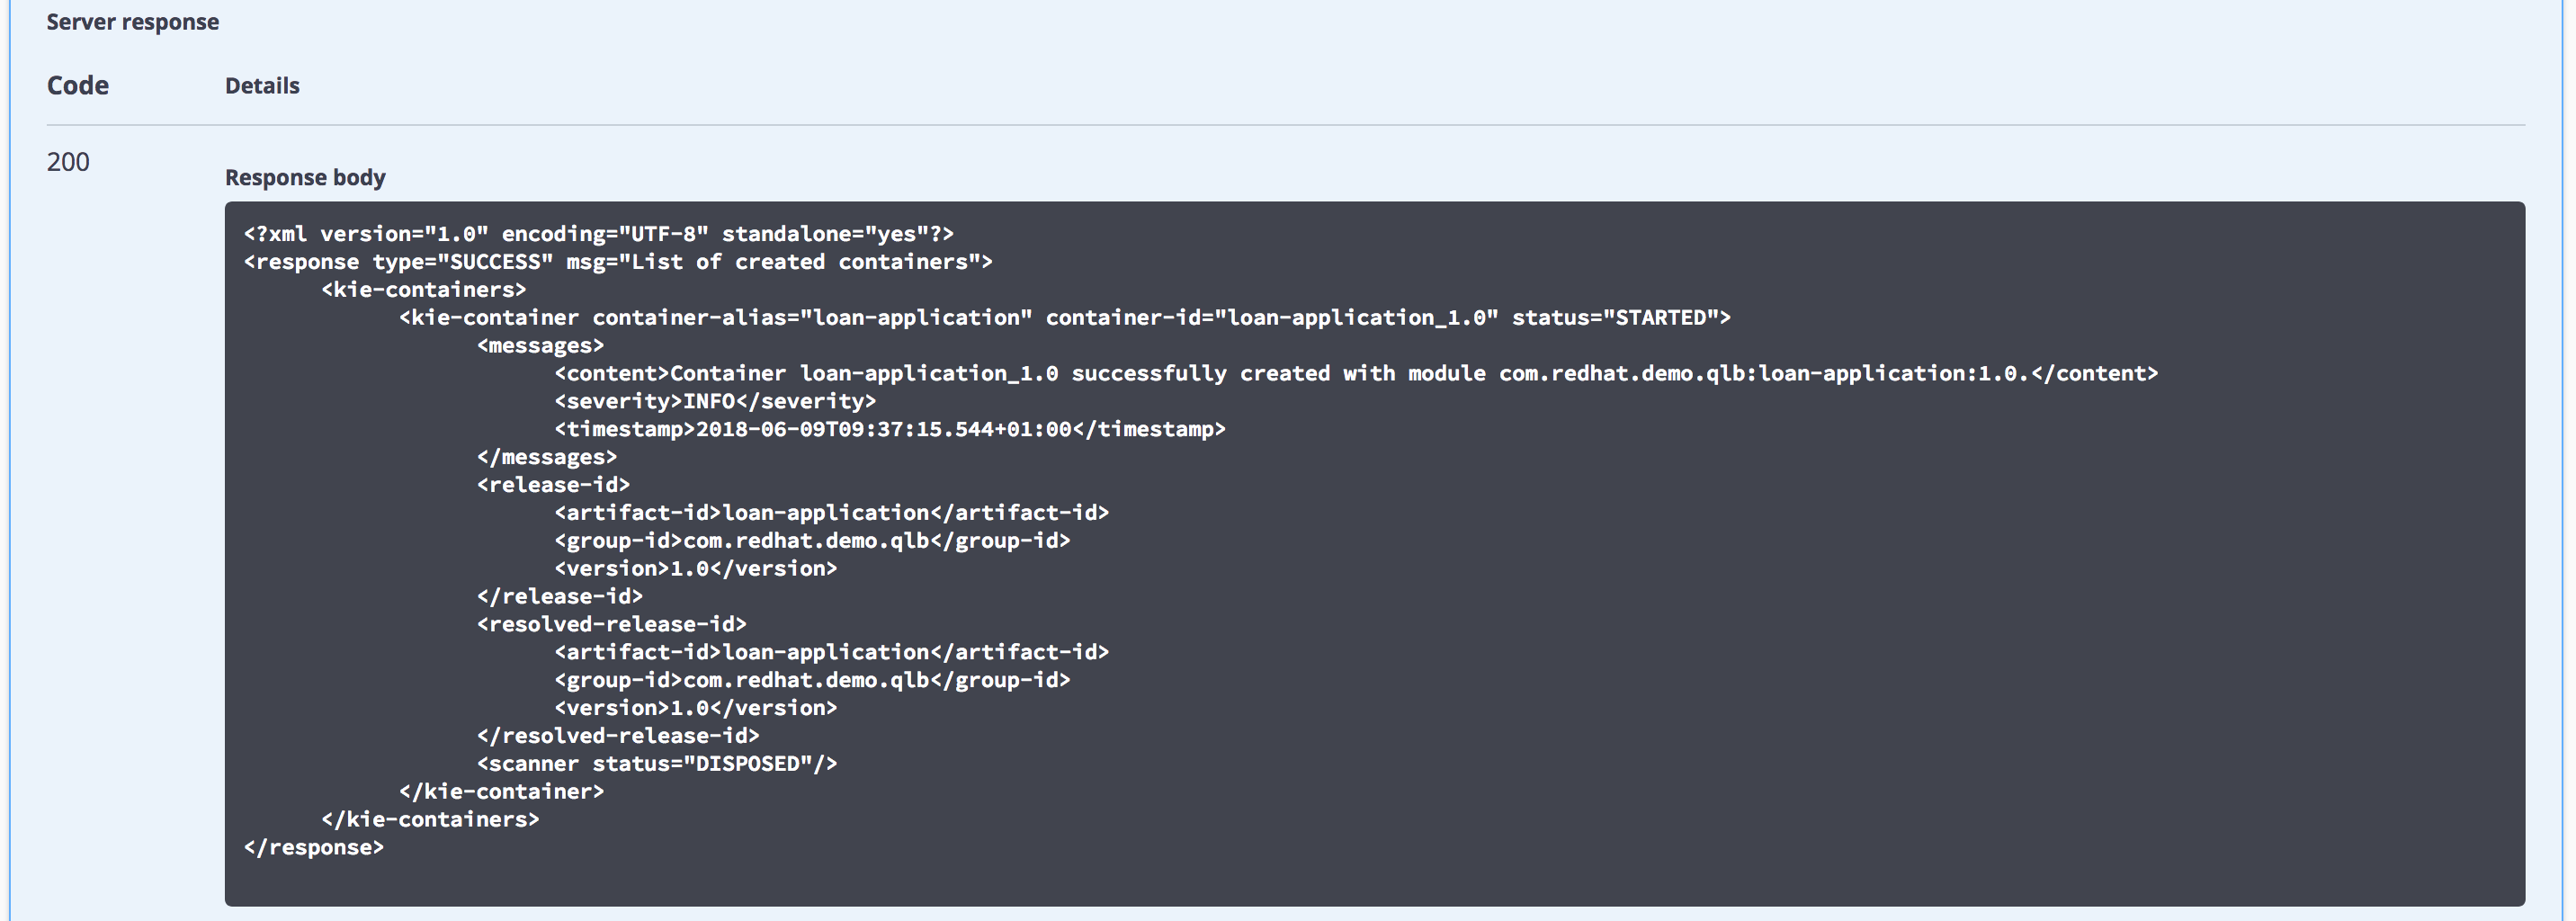 Server response
Code Details
200
Response body
<?xml version="1.0" encoding="UTF-8" standalone="yes"?>
<response type="SUCCESS" msg="List of created containers">
<kie-containers>
<kie-container container-alias="loan-application" container-id="loan-application_1.0" status="STARTED">
<messages>
<content>Container loan-application_1.0 successfully created with module com.redhat.demo.qlb:loan-application:1.0.</content>
<severity>INFO</severity>
<timestamp>2018-06-09T09:37:15.544+01:00</timestamp>
</messages>
<release-id>
<artifact-id>loan-application</artifact-id>
<group-id>com.redhat.demo.qlb</group-id>
<version>1.0</version>
</release-id>
<resolved-release-id>
<artifact-id>loan-application</artifact-id>
<group-id>com.redhat.demo.qlb</group-id>
<version>1.0</version>
</resolved-release-id>
<scanner status="DISPOSED"/>
</kie-container>
</kie-containers>
</response>